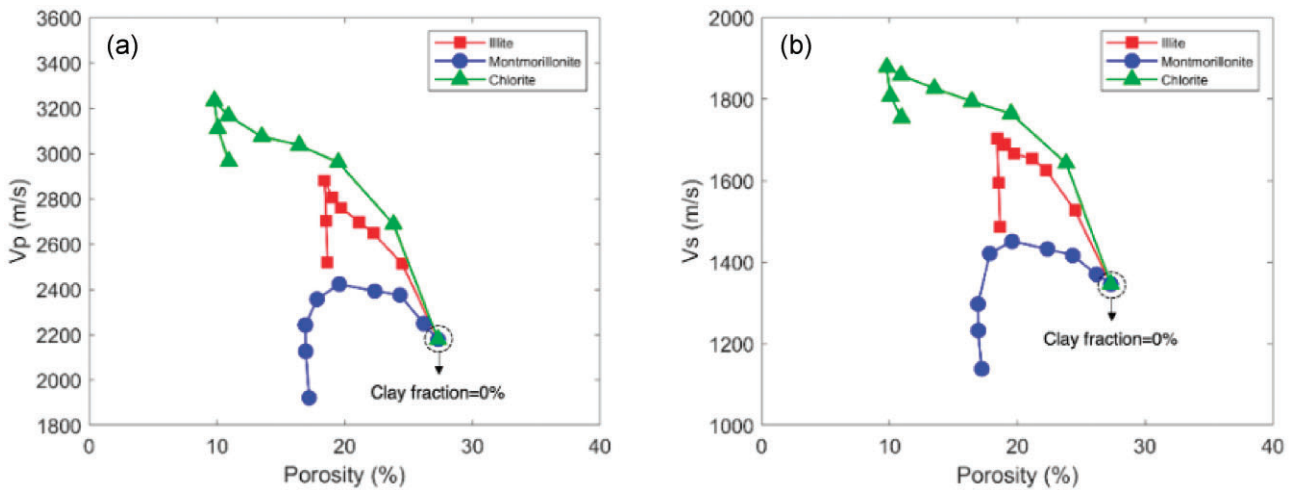 (a)
Illite
Montmorillonite
Chlorite
3600
3400
3200
3000
2800
2600
2400
2200
2000
1800
Vp (m/s)
Clay fraction=0%
0 10 20 30 40
Porosity (%)
(b)
Illite
Montmorillonite
Chlorite
2000
1800
1600
1400
1200
1000
Vs (m/s)
Clay fraction=0%
0 10 20 30 40
Porosity (%)